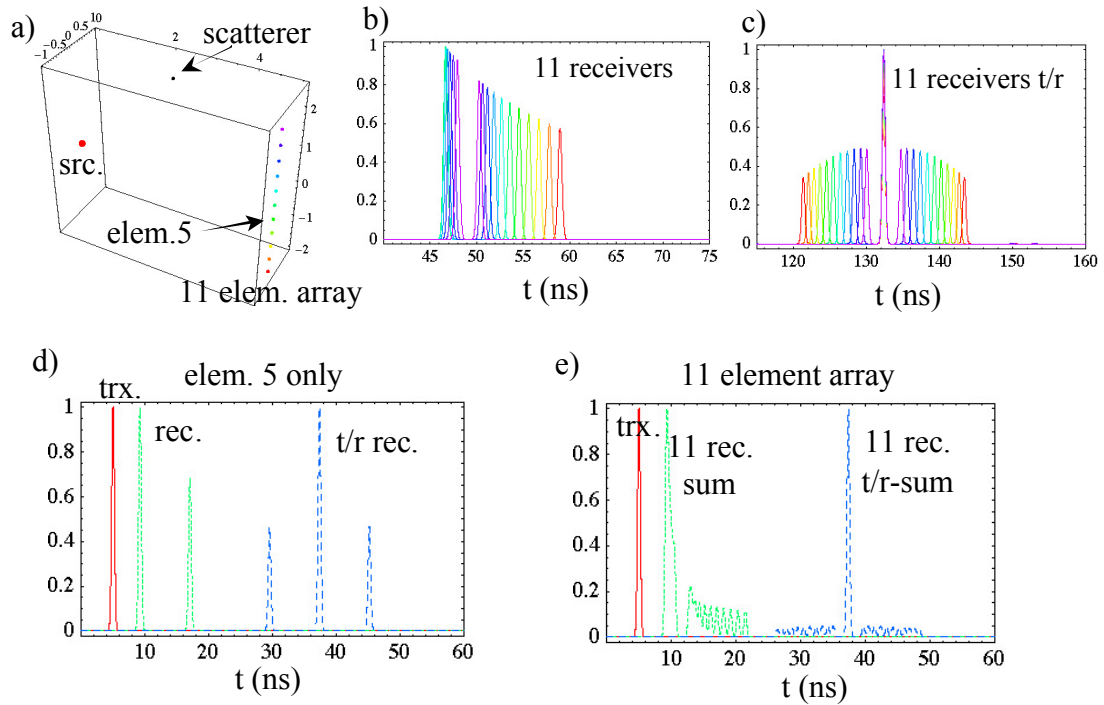 a)
−1
−0.5
0
0.5
10
2
4
scatterer
src.
elem.5
11 elem. array
2
1
0
−1
−2
b)
11 receivers
1
0.8
0.6
0.4
0.2
0
45 50 55 60 65 70 75
t (ns)
c)
11 receivers t/r
1
0.8
0.6
0.4
0.2
0
120 130 140 150 160
t (ns)
d)
elem. 5 only
trx.
rec.
t/r rec.
1
0.8
0.6
0.4
0.2
0
10 20 30 40 50 60
t (ns)
e)
11 element array
trx.
11 rec.
sum
11 rec.
t/r-sum
1
0.8
0.6
0.4
0.2
0
10 20 30 40 50 60
t (ns)